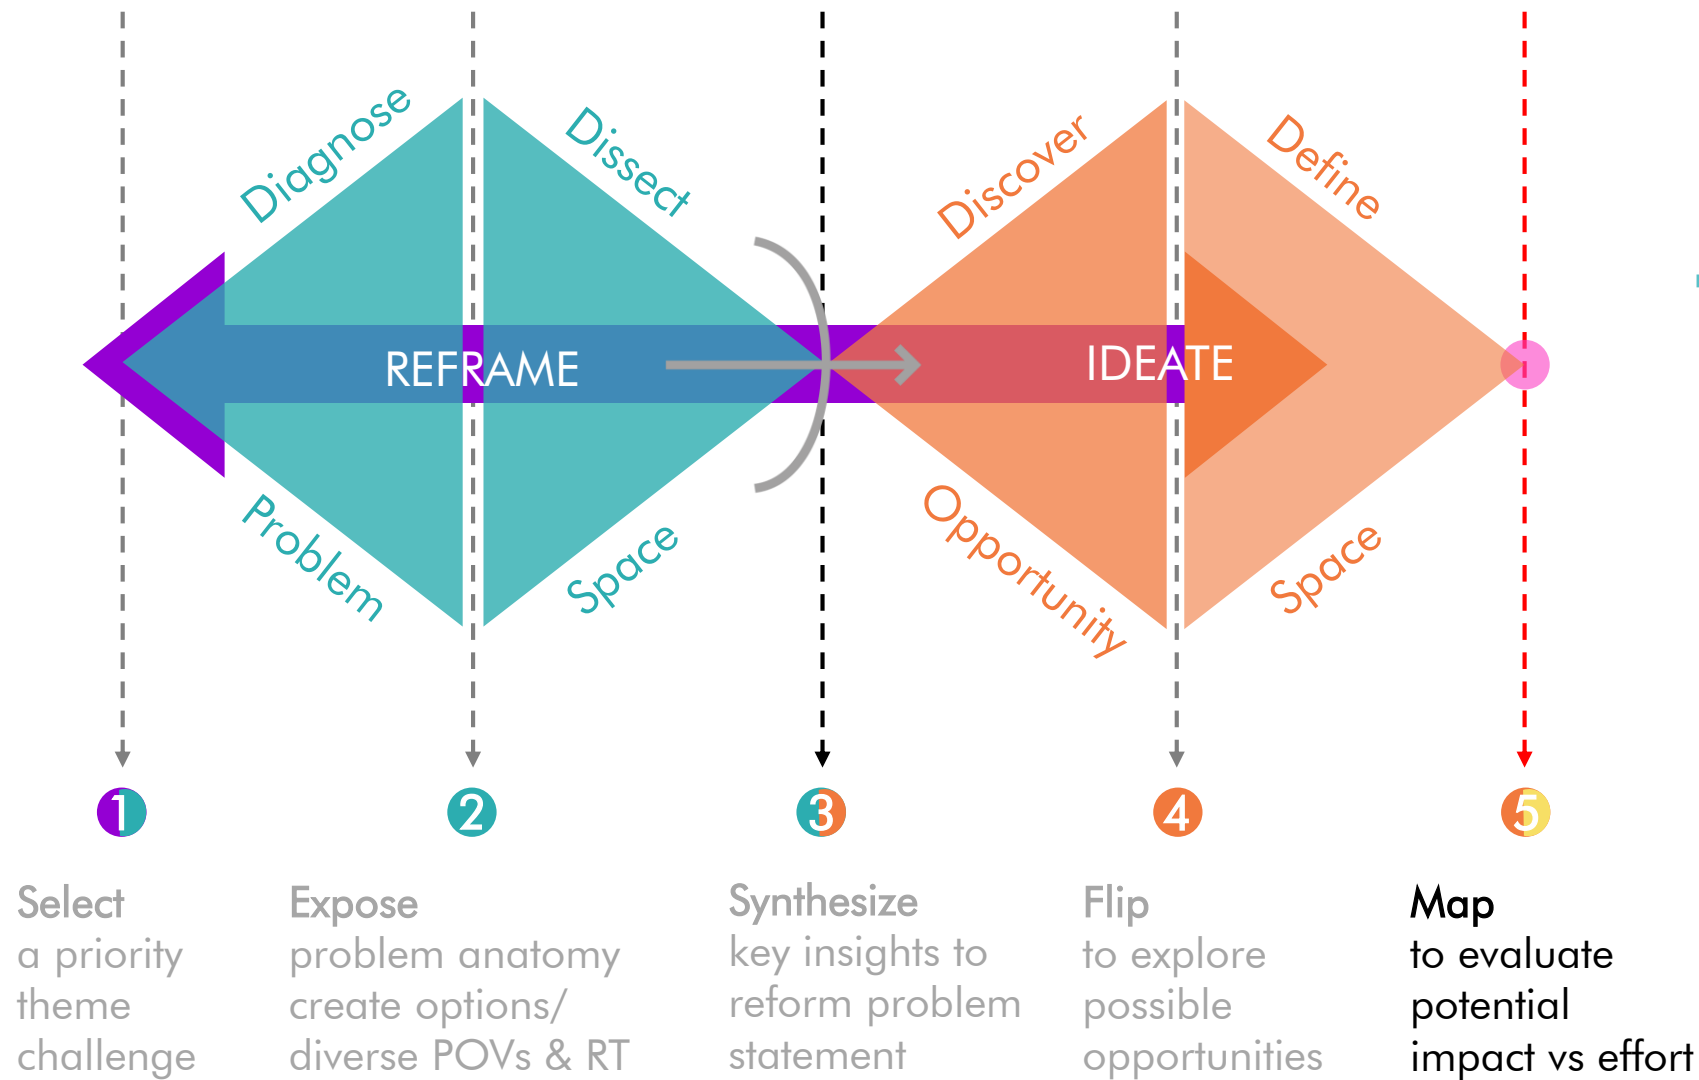 Diagnose
Dissect
Discover
Define
REFRAME
IDEATE
Problem
Space
Opportunity
Space
1
2
3
4
5
Select
a priority
theme
challenge
Expose
problem anatomy
create options/
diverse POVs & RT
Synthesize
key insights to
reform problem
statement
Flip
to explore
possible
opportunities
Map
to evaluate
potential
impact vs effort